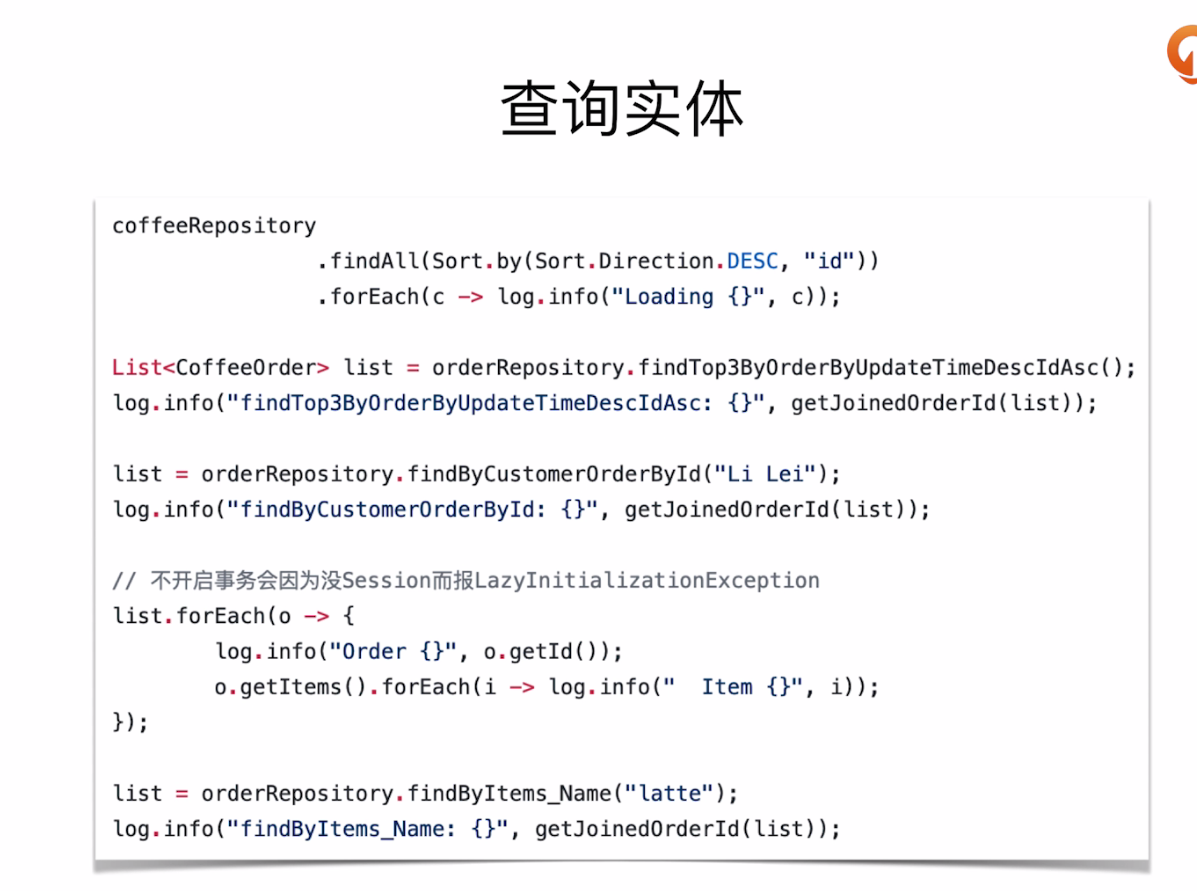 查询实体
coffeeRepository
.findAll(Sort.by(Sort.Direction.DESC, "id"))
.forEach(c -> log.info("Loading {}", c));
List<CoffeeOrder> list = orderRepository.findTop3ByOrderByUpdateTimeDescIdAsc();
log.info("findTop3ByOrderByUpdateTimeDescIdAsc: {}", getJoinedOrderId(list));
list = orderRepository.findByCustomerOrderById("Li Lei");
log.info("findByCustomerOrderById: {}", getJoinedOrderId(list));
// 不开启事务会因为没Session而报LazyInitializationException
list.forEach(o -> {
log.info("Order {}", o.getId());
o.getItems().forEach(i -> log.info("  Item {}", i));
});
list = orderRepository.findByItems_Name("latte");
log.info("findByItems_Name: {}", getJoinedOrderId(list));